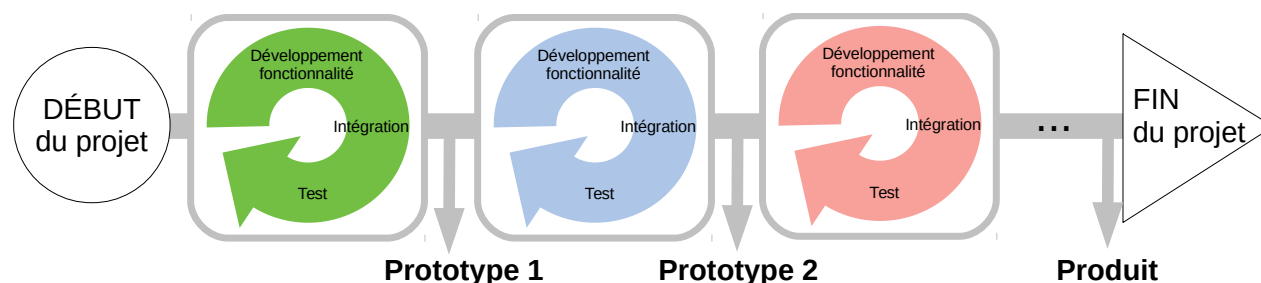 DÉBUT
du projet
Développement
fonctionnalité
Intégration
Test
Développement
fonctionnalité
Intégration
Test
Développement
fonctionnalité
Intégration
Test
...
FIN
du projet
Prototype 1
Prototype 2
Produit